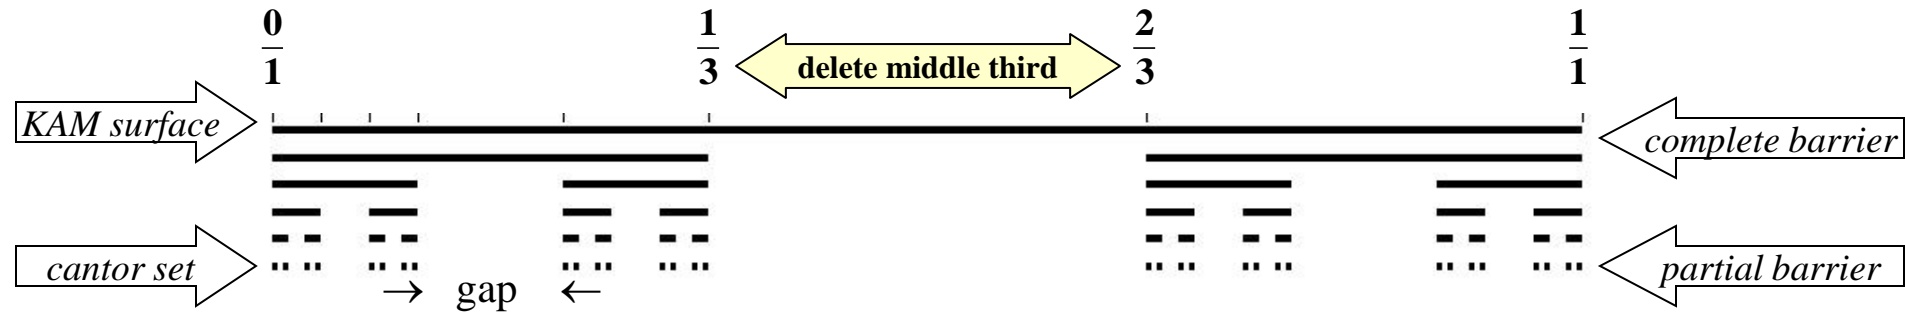 0 1 2 1
1 3 delete middle third 3 1
KAM surface complete barrier
cantor set partial barrier
→ gap ←